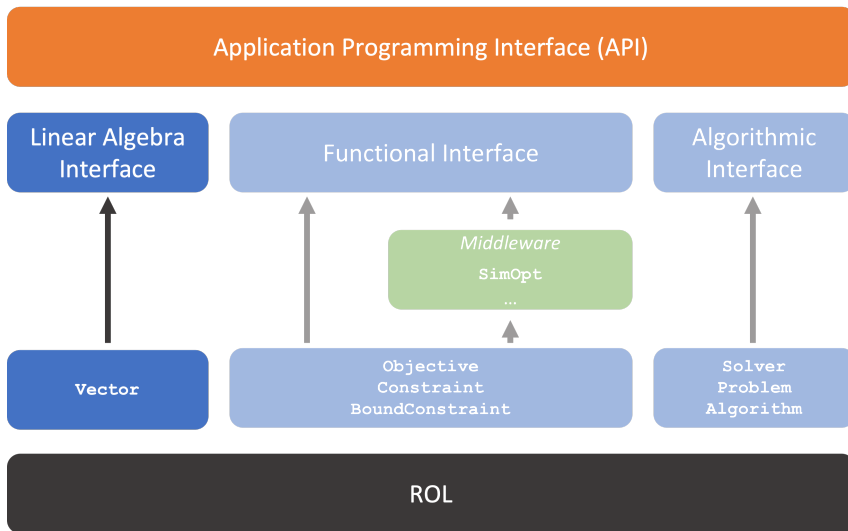 Application Programming Interface (API)
Linear Algebra
Interface
Functional Interface
Algorithmic
Interface
Middleware
SimOpt
...
Vector
Objective
Constraint
BoundConstraint
Solver
Problem
Algorithm
ROL